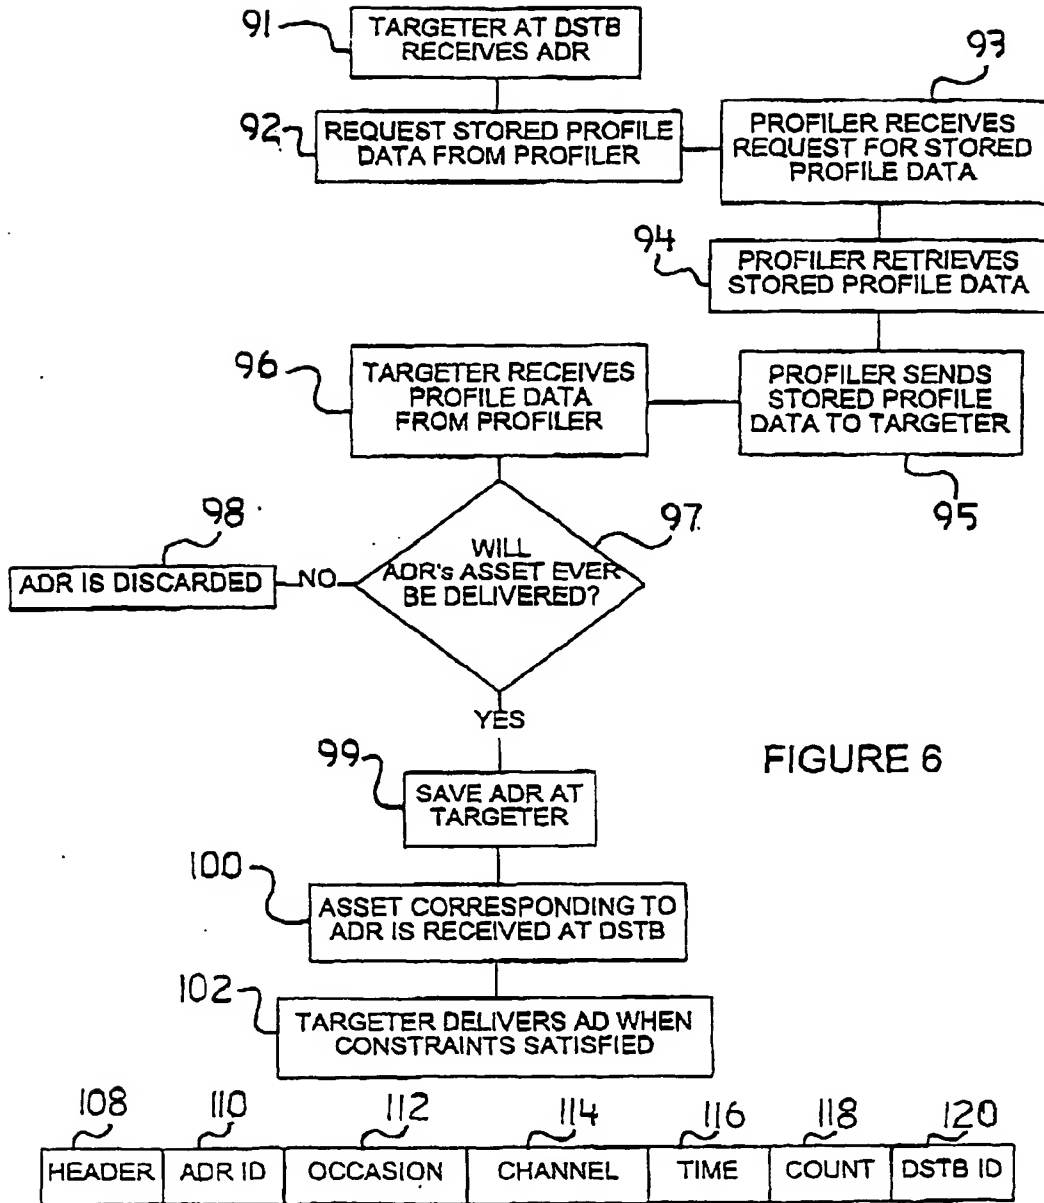 91
TARGETER AT DSTB
RECEIVES ADR
92
REQUEST STORED PROFILE
DATA FROM PROFILER
93
PROFILER RECEIVES
REQUEST FOR STORED
PROFILE DATA
94
PROFILER RETRIEVES
STORED PROFILE DATA
96
TARGETER RECEIVES
PROFILE DATA
FROM PROFILER
PROFILER SENDS
STORED PROFILE
DATA TO TARGETER
95
98
ADR IS DISCARDED
NO
97
WILL
ADR's ASSET EVER
BE DELIVERED?
YES
99
SAVE ADR AT
TARGETER
FIGURE 6
100
ASSET CORRESPONDING TO
ADR IS RECEIVED AT DSTB
102
TARGETER DELIVERS AD WHEN
CONSTRAINTS SATISFIED
108 110 112 114 116 118 120
HEADER ADR ID OCCASION CHANNEL TIME COUNT DSTB ID